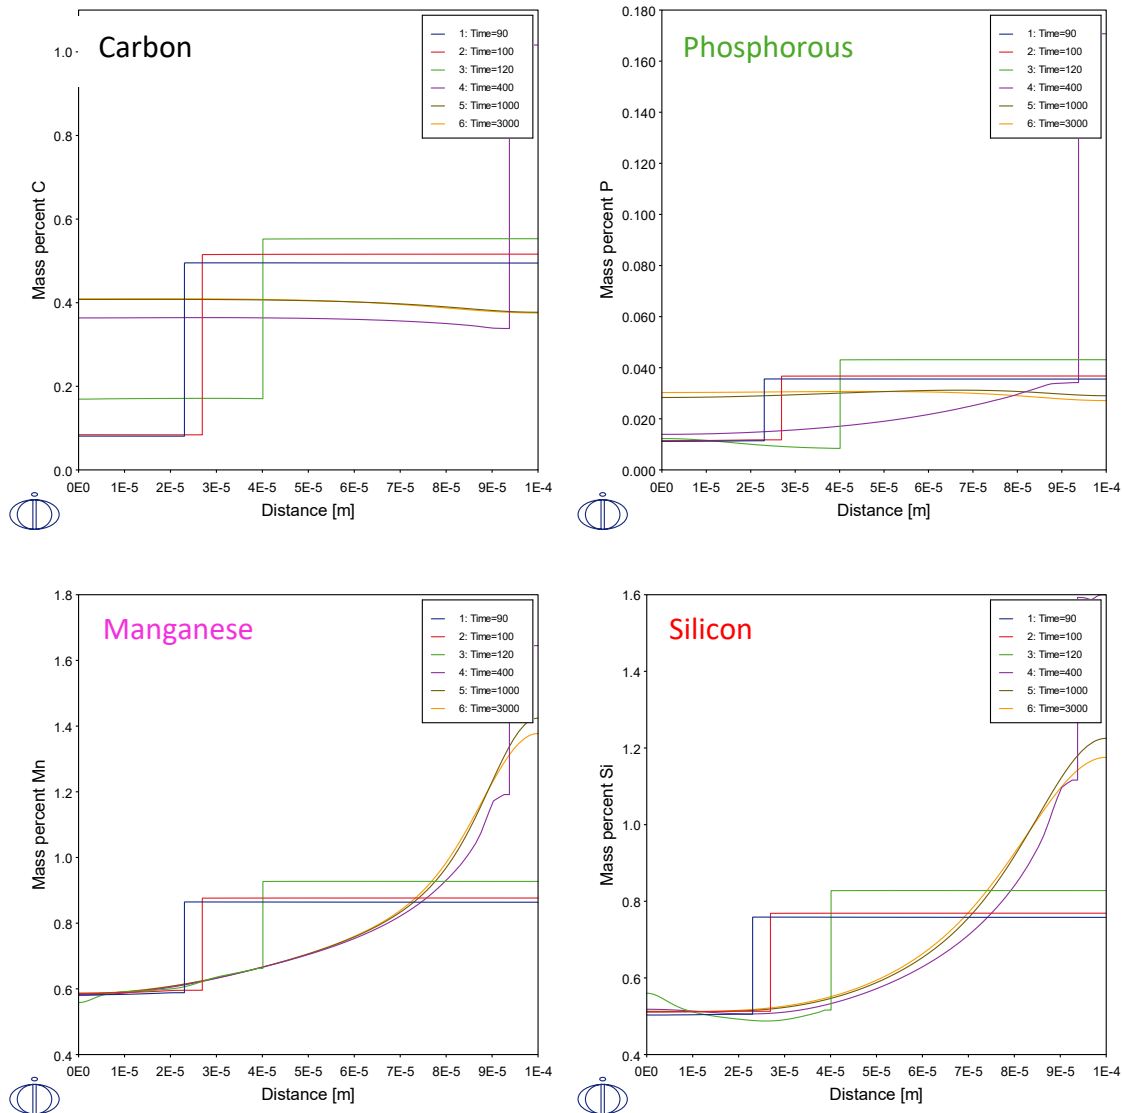 Carbon
1: Time=90
2: Time=100
3: Time=120
4: Time=400
5: Time=1000
6: Time=3000
1.0
0.8
0.6
0.4
0.2
0.0
Mass percent C
0E0 1E-5 2E-5 3E-5 4E-5 5E-5 6E-5 7E-5 8E-5 9E-5 1E-4
Distance [m]
Phosphorous
1: Time=90
2: Time=100
3: Time=120
4: Time=400
5: Time=1000
6: Time=3000
0.180
0.160
0.140
0.120
0.100
0.080
0.060
0.040
0.020
0.000
Mass percent P
0E0 1E-5 2E-5 3E-5 4E-5 5E-5 6E-5 7E-5 8E-5 9E-5 1E-4
Distance [m]
Manganese
1: Time=90
2: Time=100
3: Time=120
4: Time=400
5: Time=1000
6: Time=3000
1.8
1.6
1.4
1.2
1.0
0.8
0.6
0.4
Mass percent Mn
0E0 1E-5 2E-5 3E-5 4E-5 5E-5 6E-5 7E-5 8E-5 9E-5 1E-4
Distance [m]
Silicon
1: Time=90
2: Time=100
3: Time=120
4: Time=400
5: Time=1000
6: Time=3000
1.6
1.4
1.2
1.0
0.8
0.6
0.4
Mass percent Si
0E0 1E-5 2E-5 3E-5 4E-5 5E-5 6E-5 7E-5 8E-5 9E-5 1E-4
Distance [m]